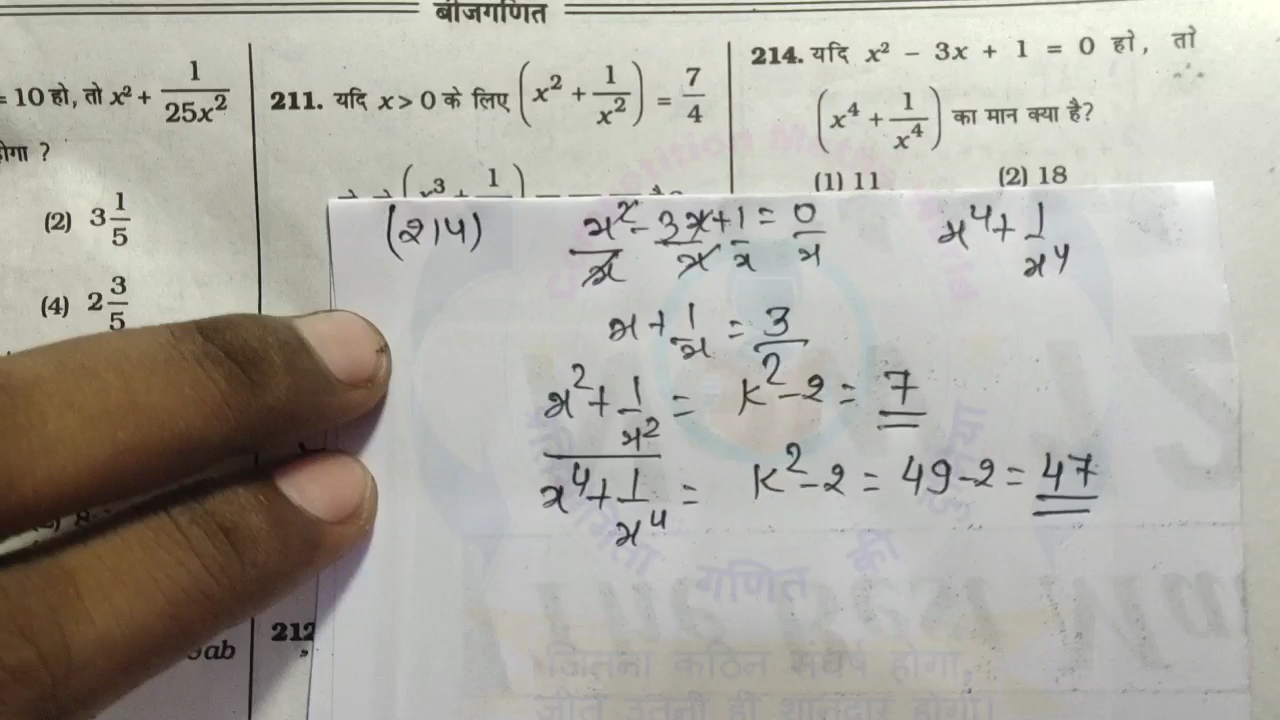 बीजगणित
= 10 हो, तो x² + 1/25x²
होगा ?
(2) 3 1/5
(4) 2 3/5
211. यदि x > 0 के लिए (x² + 1/x²) = 7/4
212
214. यदि x² − 3x + 1 = 0 हो, तो
(x⁴ + 1/x⁴) का मान क्या है?
(1) 11 (2) 18
(214) x²/x - 3x/x + 1/x = 0/x x⁴ + 1/x⁴
x + 1/x = 3
x² + 1/x² = K² - 2 = 7
x⁴ + 1/x⁴ = K² - 2 = 49 - 2 = 47
गणित की
जितना कठिन संघर्ष होगा,
जीत उतनी ही शानदार होगी।